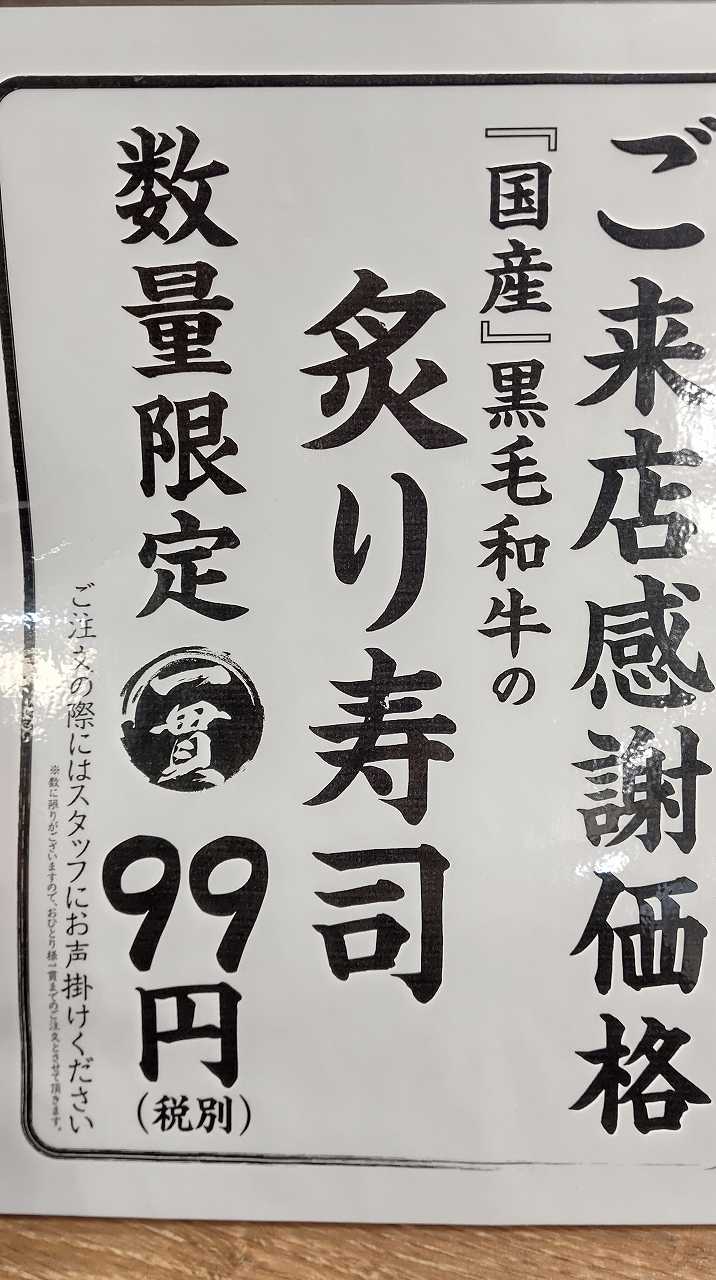 ご来店感謝価格
『国産』黒毛和牛の
炙り寿司
数量限定 一貫 99円(税別)
ご注文の際にはスタッフにお声掛けください
※数に限りがございますので、おひとり様一貫までのご注文とさせて頂きます。